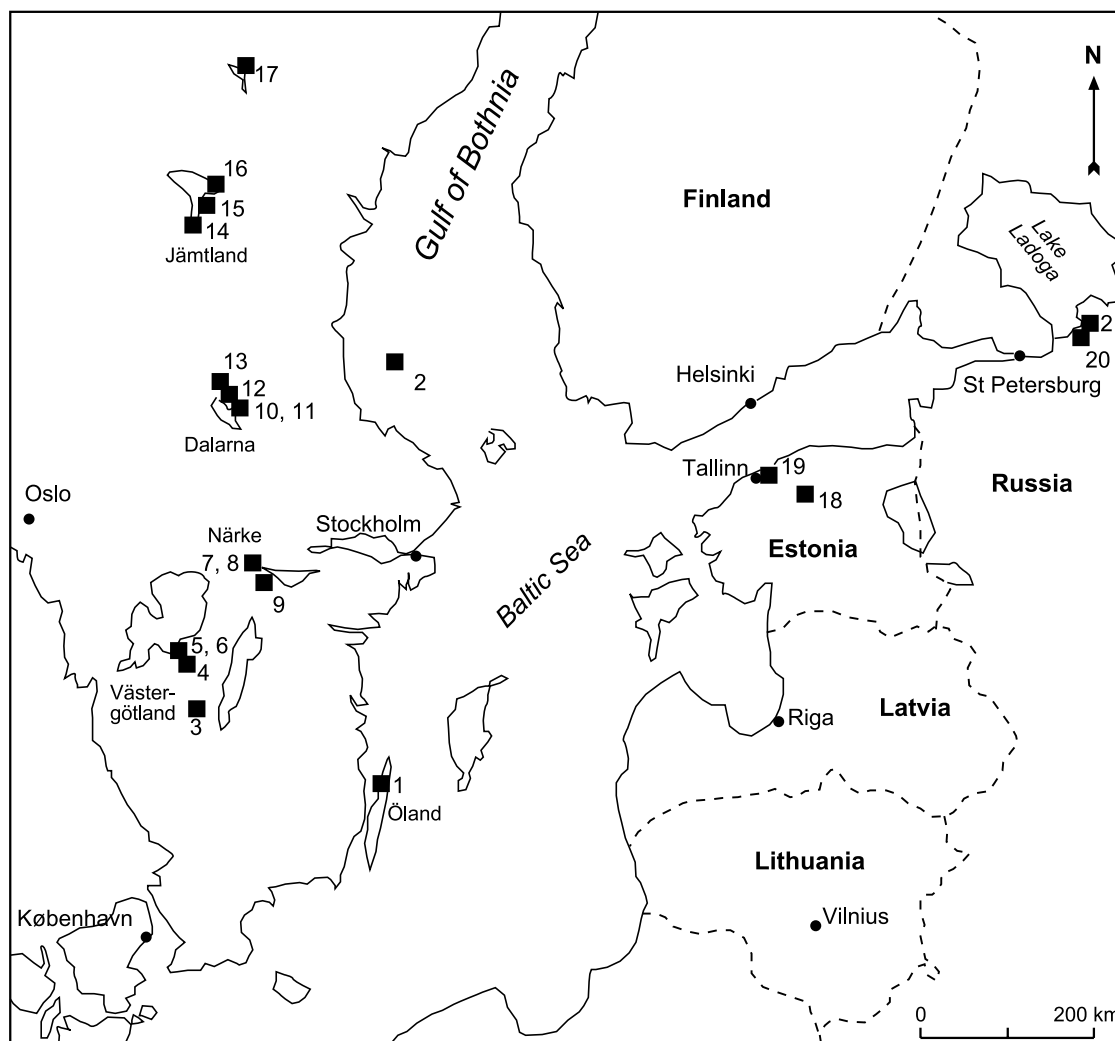 17
N
Gulf of Bothnia
16
15
14
Jämtland
Finland
Lake
Ladoga
2
20
St Petersburg
13
12
10, 11
Dalarna
2
Helsinki
Tallinn
19
18
Russia
Oslo
Närke
7, 8
9
Stockholm
Estonia
Baltic Sea
5, 6
4
Väster-
götland
3
Riga
Latvia
1
Öland
Lithuania
København
Vilnius
0
200 km